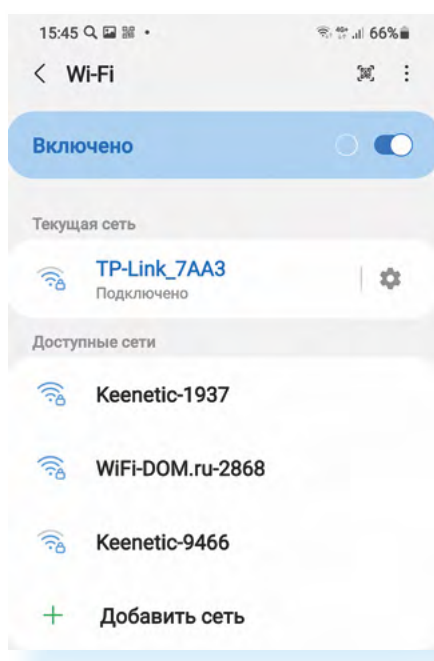 15:45 66%
Wi-Fi
Включено
Текущая сеть
TP-Link_7AA3
Подключено
Доступные сети
Keenetic-1937
WiFi-DOM.ru-2868
Keenetic-9466
Добавить сеть